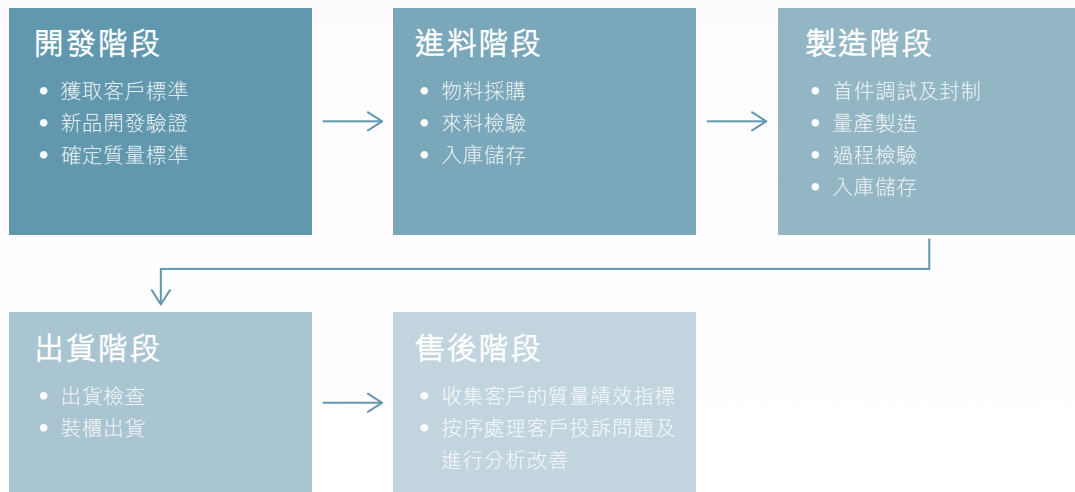 開發階段
• 獲取客戶標準
• 新品開發驗證
• 確定質量標準
進料階段
• 物料採購
• 來料檢驗
• 入庫儲存
製造階段
• 首件調試及封制
• 量產製造
• 過程檢驗
• 入庫儲存
出貨階段
• 出貨檢查
• 裝櫃出貨
售後階段
• 收集客戶的質量績效指標
• 按序處理客戶投訴問題及
進行分析改善